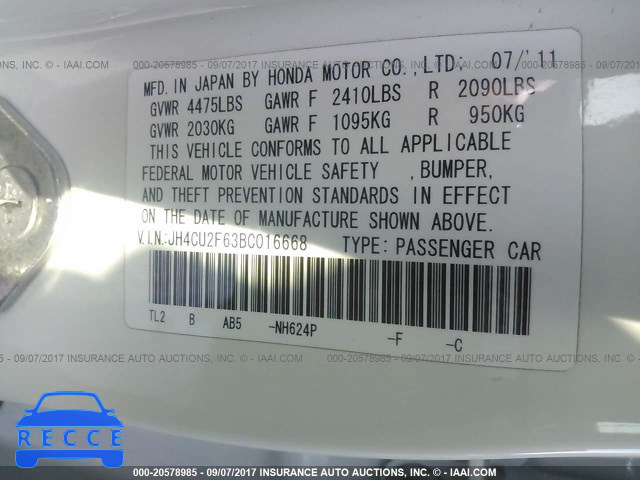 000-20578985 - 09/07/2017 INSURANCE AUTO AUCTIONS, INC. - © IAAI.COM
MFD. IN JAPAN BY HONDA MOTOR CO., LTD; 07/'11
GVWR 4475LBS GAWR F 2410LBS R 2090LBS
GVWR 2030KG GAWR F 1095KG R 950KG
THIS VEHICLE CONFORMS TO ALL APPLICABLE
FEDERAL MOTOR VEHICLE SAFETY , BUMPER,
AND THEFT PREVENTION STANDARDS IN EFFECT
ON THE DATE OF MANUFACTURE SHOWN ABOVE.
V.I.N.:JH4CU2F63BC016668 TYPE: PASSENGER CAR
TL2 B AB5 -NH624P -F -C
000-20578985 - 09/07/2017 INSURANCE AUTO AUCTIONS, INC. - © IAAI.COM
RECCE
000-20578985 - 09/07/2017 INSURANCE AUTO AUCTIONS, INC. - © IAAI.COM